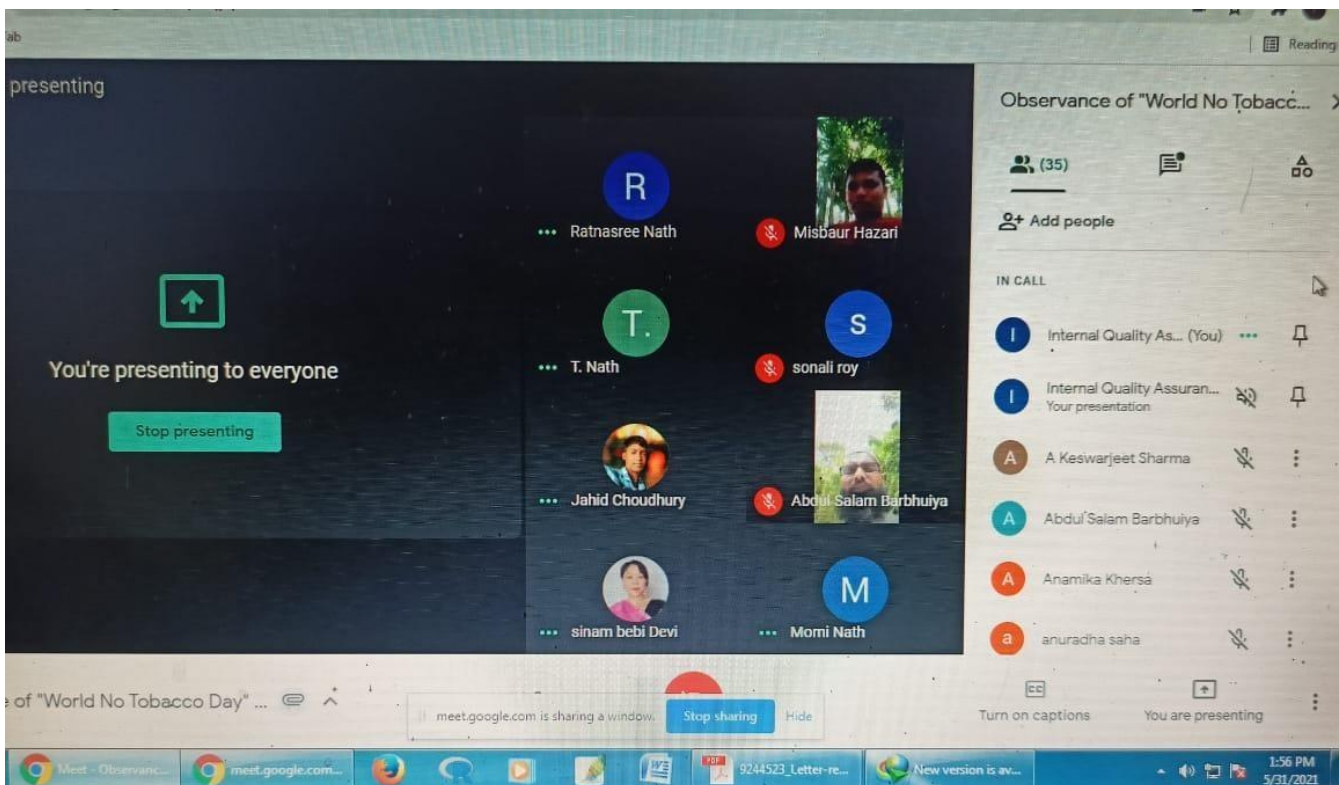 ab
Reading
presenting
Observance of "World No Tobacc...
(35)
Add people
IN CALL
R
Ratnasree Nath
Misbaur Hazari
T.
T. Nath
s
sonali roy
Jahid Choudhury
Abdul Salam Barbhuiya
sinam bebi Devi
M
Momi Nath
You're presenting to everyone
Stop presenting
I
Internal Quality As... (You)
I
Internal Quality Assuran...
Your presentation
A
A Keswarjeet Sharma
A
Abdul Salam Barbhuiya
A
Anamika Khersa
a
anuradha saha
of "World No Tobacco Day" ...
meet.google.com is sharing a window.
Stop sharing
Hide
CC
Turn on captions
You are presenting
Meet - Observanc...
meet.google.com...
PDF
9244523_Letter-re...
New version is av...
1:56 PM
5/31/2021